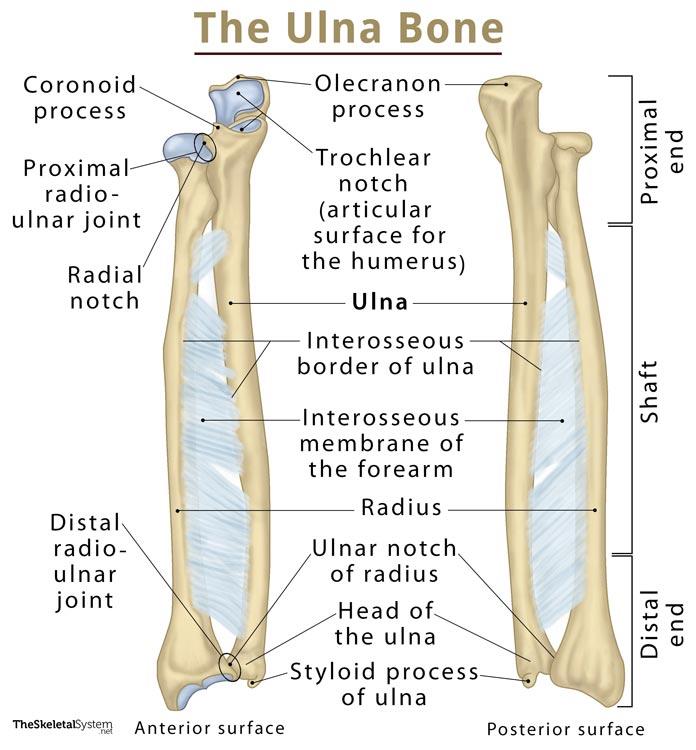 The Ulna Bone
Coronoid
process
Olecranon
process
Proximal
radio-
ulnar joint
Trochlear
notch
(articular
surface for
the humerus)
Radial
notch
Ulna
Interosseous
border of ulna
Interosseous
membrane of
the forearm
Radius
Distal
radio-
ulnar
joint
Ulnar notch
of radius
Head of
the ulna
Styloid process
of ulna
Proximal
end
Shaft
Distal
end
TheSkeletalSystem
.net
Anterior surface
Posterior surface